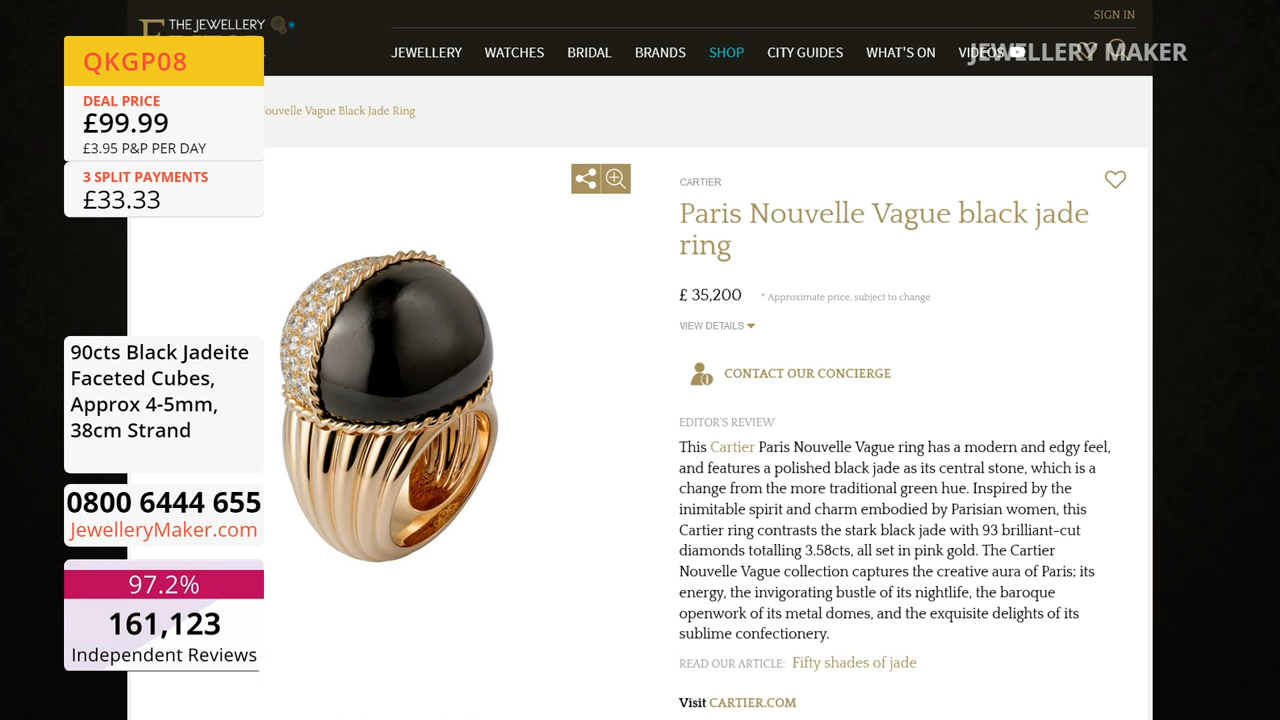 THE JEWELLERY
SIGN IN
JEWELLERY WATCHES BRIDAL BRANDS SHOP CITY GUIDES WHAT'S ON VIDEOS
JEWELLERY MAKER
QKGP08
DEAL PRICE
£99.99
£3.95 P&P PER DAY
3 SPLIT PAYMENTS
£33.33
ouvelle Vague Black Jade Ring
90cts Black Jadeite
Faceted Cubes,
Approx 4-5mm,
38cm Strand
0800 6444 655
JewelleryMaker.com
97.2%
161,123
Independent Reviews
CARTIER
Paris Nouvelle Vague black jade
ring
£ 35,200 * Approximate price, subject to change
VIEW DETAILS
CONTACT OUR CONCIERGE
EDITOR'S REVIEW
This Cartier Paris Nouvelle Vague ring has a modern and edgy feel,
and features a polished black jade as its central stone, which is a
change from the more traditional green hue. Inspired by the
inimitable spirit and charm embodied by Parisian women, this
Cartier ring contrasts the stark black jade with 93 brilliant-cut
diamonds totalling 3.58cts, all set in pink gold. The Cartier
Nouvelle Vague collection captures the creative aura of Paris; its
energy, the invigorating bustle of its nightlife, the baroque
openwork of its metal domes, and the exquisite delights of its
sublime confectionery.
READ OUR ARTICLE: Fifty shades of jade
Visit CARTIER.COM